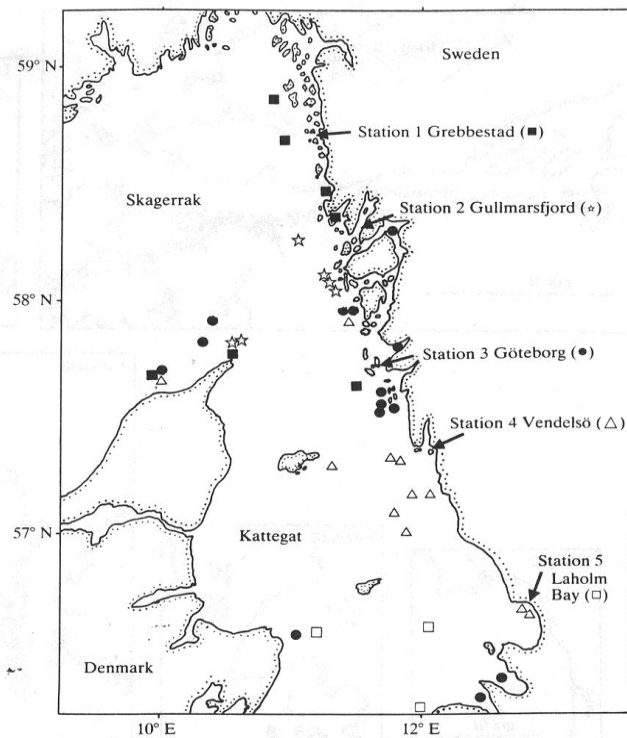 59° N
Sweden
Station 1 Grebbestad (■)
Skagerrak
Station 2 Gullmarsfjord (☆)
58° N
Station 3 Göteborg (●)
Station 4 Vendelsö (△)
57° N
Kattegat
Station 5
Laholm
Bay (□)
Denmark
10° E
12° E